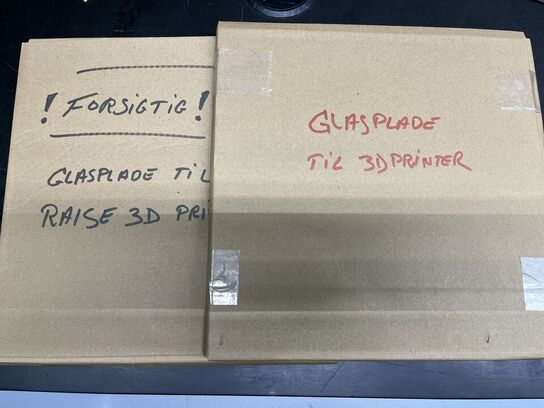 ! FORSIGTIG !
GLASPLADE TIL
RAISE 3D PRI
GLASPLADE
TIL 3DPRINTER